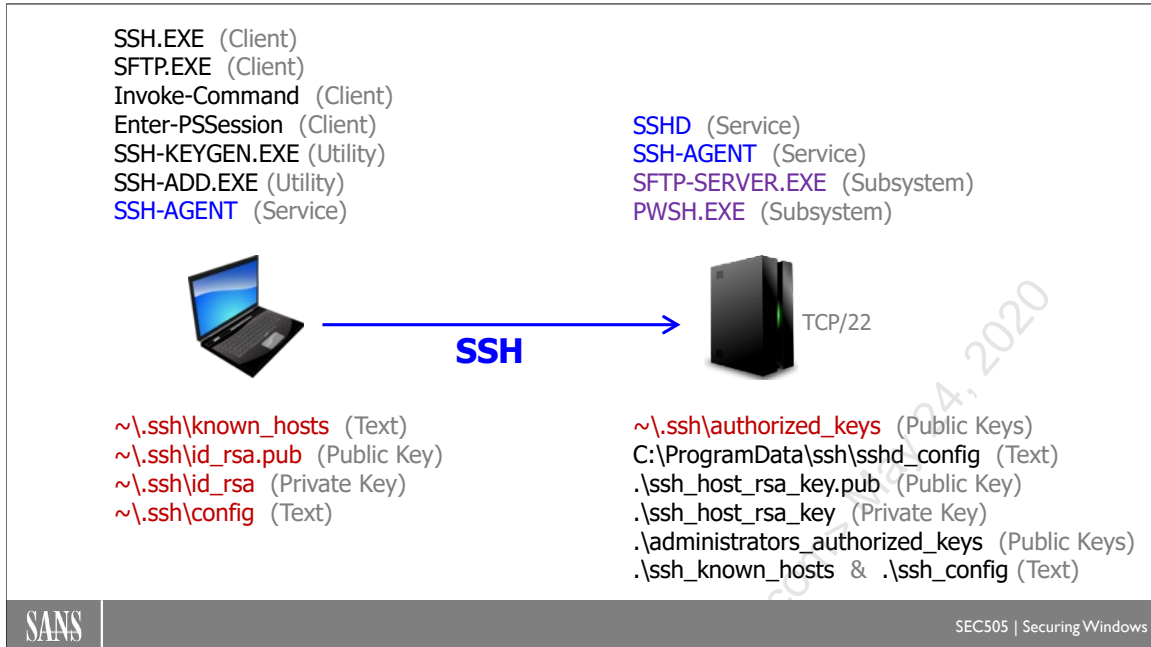 SSH.EXE (Client)
SFTP.EXE (Client)
Invoke-Command (Client)
Enter-PSSession (Client)
SSH-KEYGEN.EXE (Utility)
SSH-ADD.EXE (Utility)
SSH-AGENT (Service)
SSHD (Service)
SSH-AGENT (Service)
SFTP-SERVER.EXE (Subsystem)
PWSH.EXE (Subsystem)
SSH
TCP/22
~\.ssh\known_hosts (Text)
~\.ssh\id_rsa.pub (Public Key)
~\.ssh\id_rsa (Private Key)
~\.ssh\config (Text)
~\.ssh\authorized_keys (Public Keys)
C:\ProgramData\ssh\sshd_config (Text)
.\ssh_host_rsa_key.pub (Public Key)
.\ssh_host_rsa_key (Private Key)
.\administrators_authorized_keys (Public Keys)
.\ssh_known_hosts & .\ssh_config (Text)
May 24, 2020
SANS
SEC505 | Securing Windows